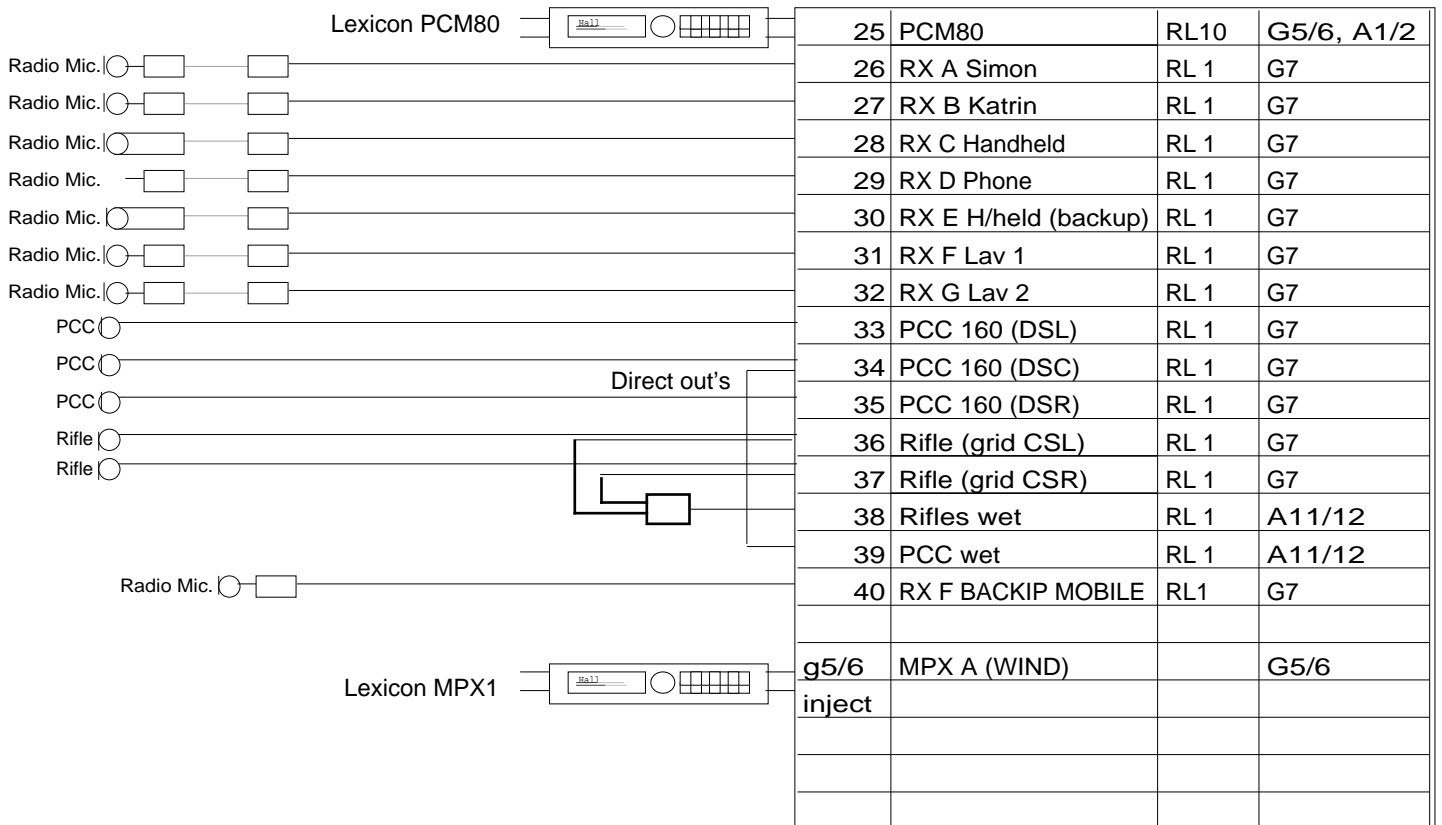 Lexicon PCM80 Hall 25 PCM80 RL10 G5/6, A1/2
Radio Mic. 26 RX A Simon RL 1 G7
Radio Mic. 27 RX B Katrin RL 1 G7
Radio Mic. 28 RX C Handheld RL 1 G7
Radio Mic. 29 RX D Phone RL 1 G7
Radio Mic. 30 RX E H/held (backup) RL 1 G7
Radio Mic. 31 RX F Lav 1 RL 1 G7
Radio Mic. 32 RX G Lav 2 RL 1 G7
PCC 33 PCC 160 (DSL) RL 1 G7
PCC 34 PCC 160 (DSC) RL 1 G7
Direct out's
PCC 35 PCC 160 (DSR) RL 1 G7
Rifle 36 Rifle (grid CSL) RL 1 G7
Rifle 37 Rifle (grid CSR) RL 1 G7
38 Rifles wet RL 1 A11/12
39 PCC wet RL 1 A11/12
Radio Mic. 40 RX F BACKIP MOBILE RL1 G7
Lexicon MPX1 Hall g5/6 MPX A (WIND) G5/6
inject